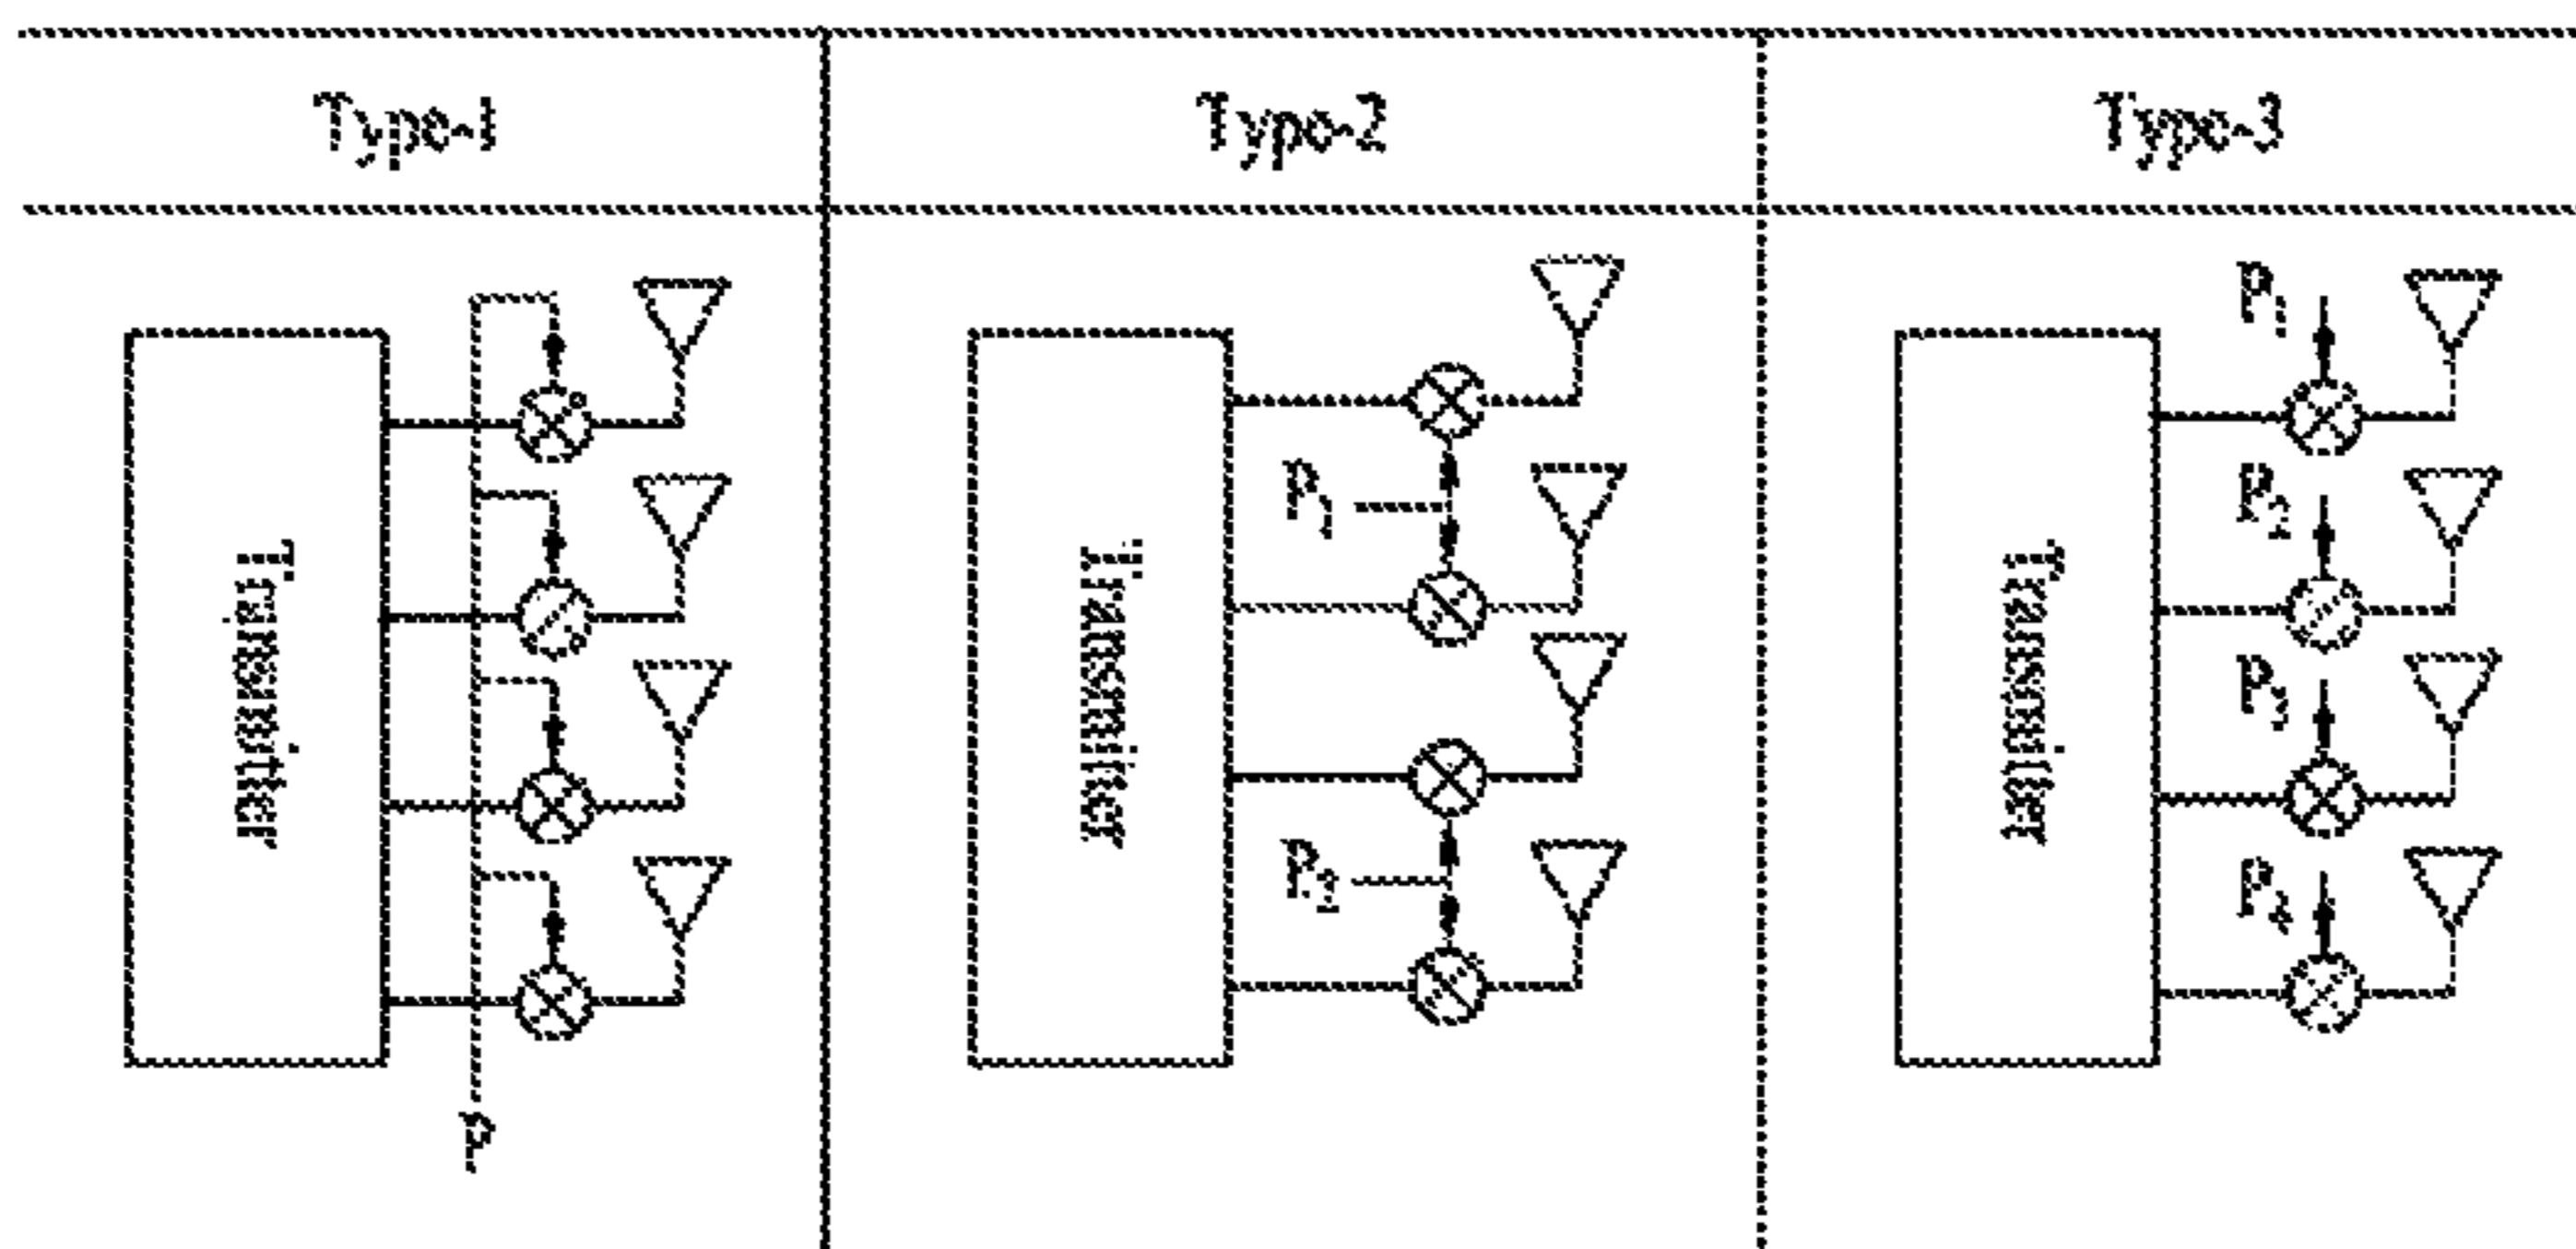 Type-1
Type-2
Type-3
Transmitter
P
Transmitter
P1
P2
Transmitter
P1
P2
P3
P4